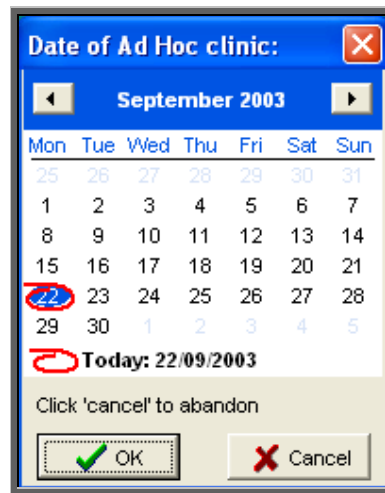 Date of Ad Hoc clinic:
September 2003
Mon Tue Wed Thu Fri Sat Sun
25 26 27 28 29 30 31
1 2 3 4 5 6 7
8 9 10 11 12 13 14
15 16 17 18 19 20 21
22 23 24 25 26 27 28
29 30 1 2 3 4 5
Today: 22/09/2003
Click 'cancel' to abandon
OK Cancel